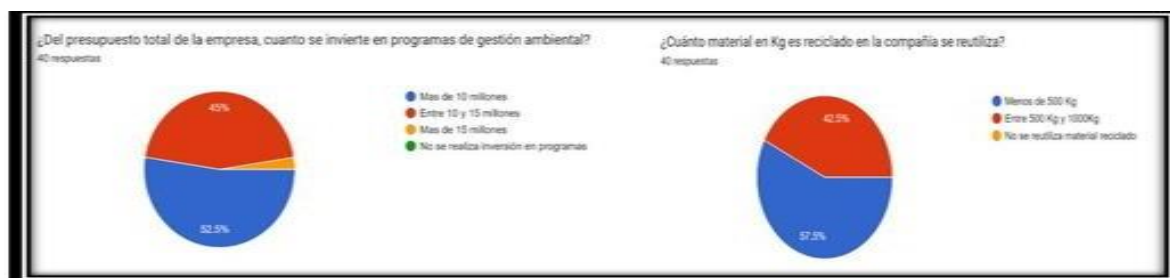 ¿Del presupuesto total de la empresa, cuanto se invierte en programas de gestión ambiental?
40 respuestas
45%
52.5%
Mas de 10 millones
Entre 10 y 15 millones
Mas de 15 millones
No se realiza inversión en programas
¿Cuánto material en Kg es reciclado en la compañía se reutiliza?
40 respuestas
42.5%
57.5%
Menos de 500 Kg
Entre 500 Kg y 1000Kg
No se reutiliza material reciclado